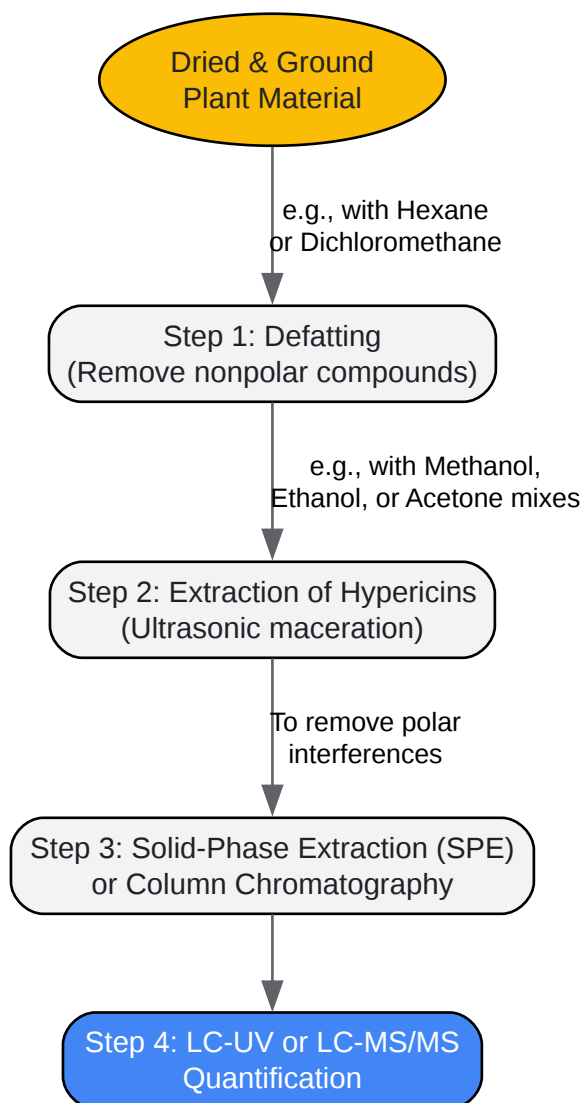 Dried & Ground
Plant Material
e.g., with Hexane
or Dichloromethane
Step 1: Defatting
(Remove nonpolar compounds)
e.g., with Methanol,
Ethanol, or Acetone mixes
Step 2: Extraction of Hypericins
(Ultrasonic maceration)
To remove polar
interferences
Step 3: Solid-Phase Extraction (SPE)
or Column Chromatography
Step 4: LC-UV or LC-MS/MS
Quantification